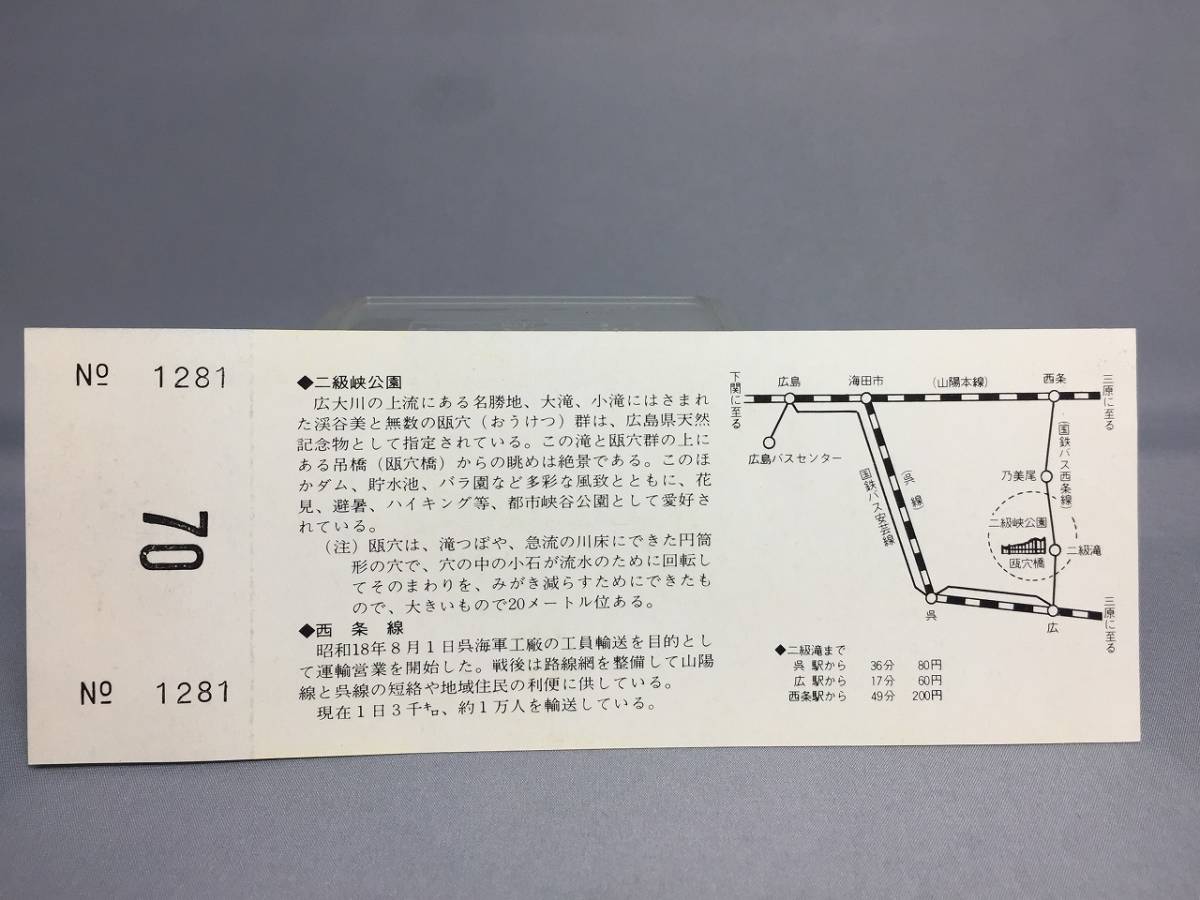 № 1281
70
№ 1281
◆二級峡公園
広大川の上流にある名勝地、大滝、小滝にはさまれ
た渓谷美と無数の甌穴（おうけつ）群は、広島県天然
記念物として指定されている。この滝と甌穴群の上に
ある吊橋（甌穴橋）からの眺めは絶景である。このほ
かダム、貯水池、バラ園など多彩な風致とともに、花
見、避暑、ハイキング等、都市峡谷公園として愛好さ
れている。
（注）甌穴は、滝つぼや、急流の川床にできた円筒
形の穴で、穴の中の小石が流水のために回転し
てそのまわりを、みがき減らすためにできたも
ので、大きいもので20メートル位ある。
◆西条線
昭和18年８月１日呉海軍工廠の工員輸送を目的とし
て運輸営業を開始した。戦後は路線網を整備して山陽
線と呉線の短絡や地域住民の利便に供している。
現在１日３千㌔、約１万人を輸送している。
下関に至る
広島
海田市
（山陽本線）
西条
三原に至る
広島バスセンター
（呉線）
国鉄バス安芸線
（国鉄バス西条線）
乃美尾
二級峡公園
二級滝
甌穴橋
呉
広
三原に至る
◆二級滝まで
呉 駅から 36分 80円
広 駅から 17分 60円
西条駅から 49分 200円